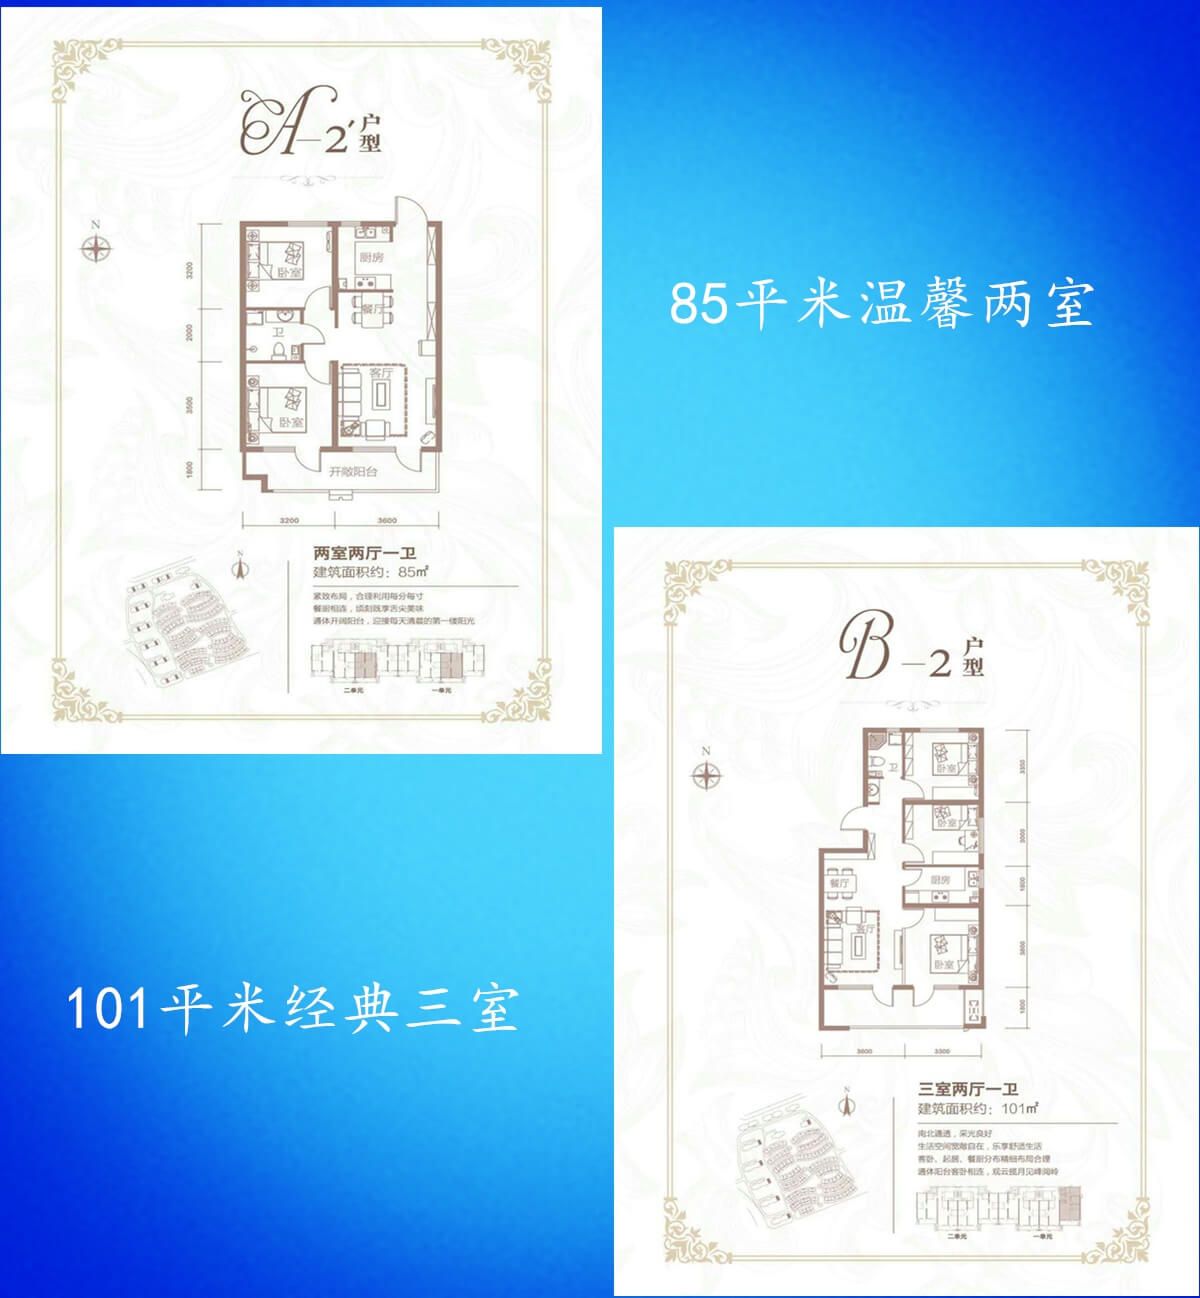 A-2'户型
N
3200
2000
3500
1800
卧室
厨房
餐厅
卫
客厅
卧室
开敞阳台
3200
3600
N
两室两厅一卫
建筑面积约：85㎡
紧致布局，合理利用每分每寸
餐厨相连，顷刻既享舌尖美味
通体开阔阳台，迎接每天清晨的第一缕阳光
二单元
一单元
85平米温馨两室
101平米经典三室
B-2户型
N
卫
卧室
卧室
厨房
餐厅
客厅
卧室
3300
3000
1800
3800
1800
3600
3300
N
三室两厅一卫
建筑面积约：101㎡
南北通透，采光良好
生活空间宽敞自在，乐享舒适生活
客卧、起居、餐厨分布精细布局合理
通体阳台客卧相连，观云揽月见峰阅岭
二单元
一单元